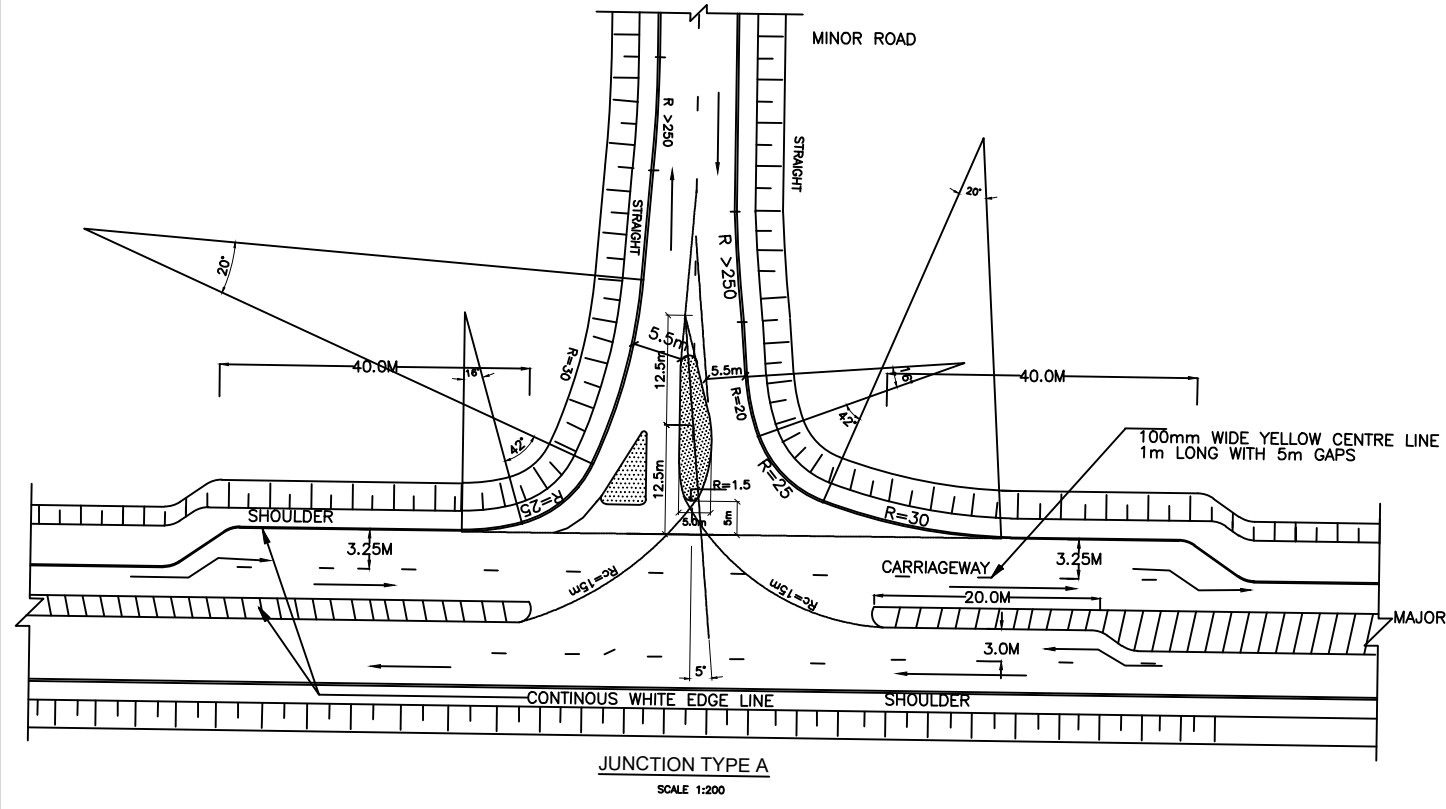 MINOR ROAD
R >250
STRAIGHT
20°
STRAIGHT
R >250
20°
5.5m
40.0M
16°
R=30
12.5m
5.5m
16°
40.0M
R=20
42°
42°
100mm WIDE YELLOW CENTRE LINE
1m LONG WITH 5m GAPS
12.5m
R=1.5
R=25
R=25
5.0m
5m
R=30
SHOULDER
3.25M
CARRIAGEWAY
3.25M
Rc=15m
Rc=15m
20.0M
MAJOR
3.0M
5°
CONTINOUS WHITE EDGE LINE
SHOULDER
JUNCTION TYPE A
SCALE 1:200